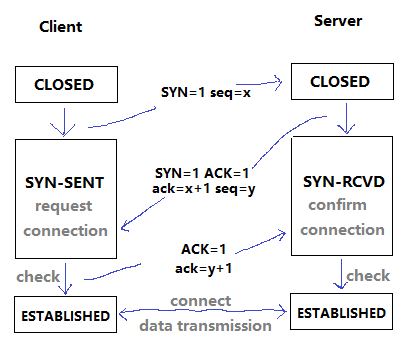 Client
Server
CLOSED
CLOSED
SYN=1 seq=x
SYN-SENT
request
connection
SYN=1 ACK=1
ack=x+1 seq=y
SYN-RCVD
confirm
connection
ACK=1
ack=y+1
check
check
ESTABLISHED
connect
data transmission
ESTABLISHED